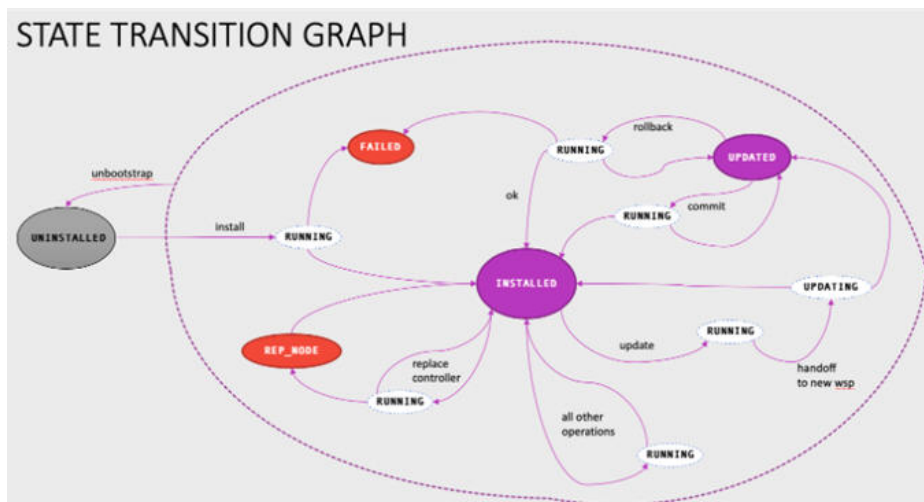 STATE TRANSITION GRAPH
rollback
FAILED
RUNNING
UPDATED
unbootstrap
ok
commit
RUNNING
install
UNINSTALLED
RUNNING
INSTALLED
UPDATING
RUNNING
update
REP_NODE
replace
controller
handoff
to new wsp
RUNNING
all other
operations
RUNNING